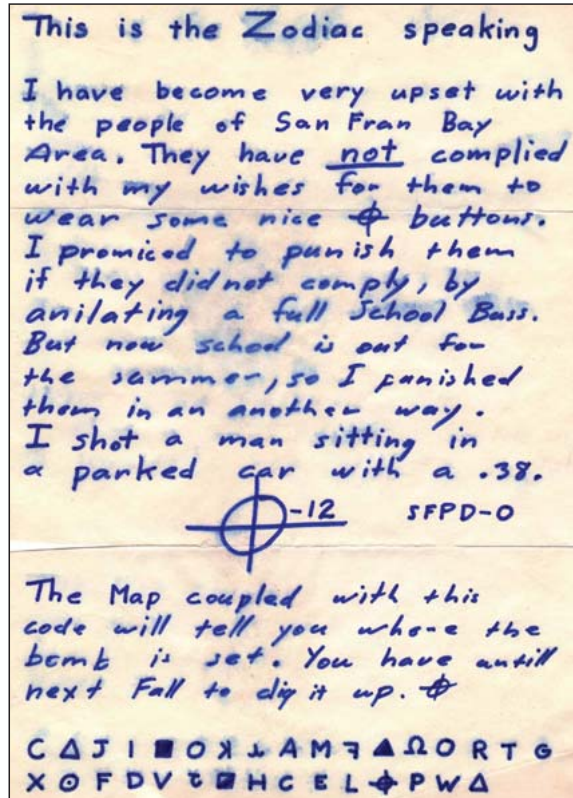 This is the Zodiac speaking
I have become very upset with
the people of San Fran Bay
Area. They have not complied
with my wishes for them to
wear some nice ⌖ buttons.
I promiced to punish them
if they did not comply, by
anilating a full School Buss.
But now school is out for
the sammer, so I punished
them in an another way.
I shot a man sitting in
a parked car with a .38.
⌖-12 SFPD-0
The Map coupled with this
code will tell you where the
bomb is set. You have antill
next Fall to dig it up. ⌖
C Δ J I ■ O ꓘ ⅄ A M ꟻ ▲ Ω O R T G
X ⊙ F D V ⵒ ◪ H C E L ⌖ P W Δ